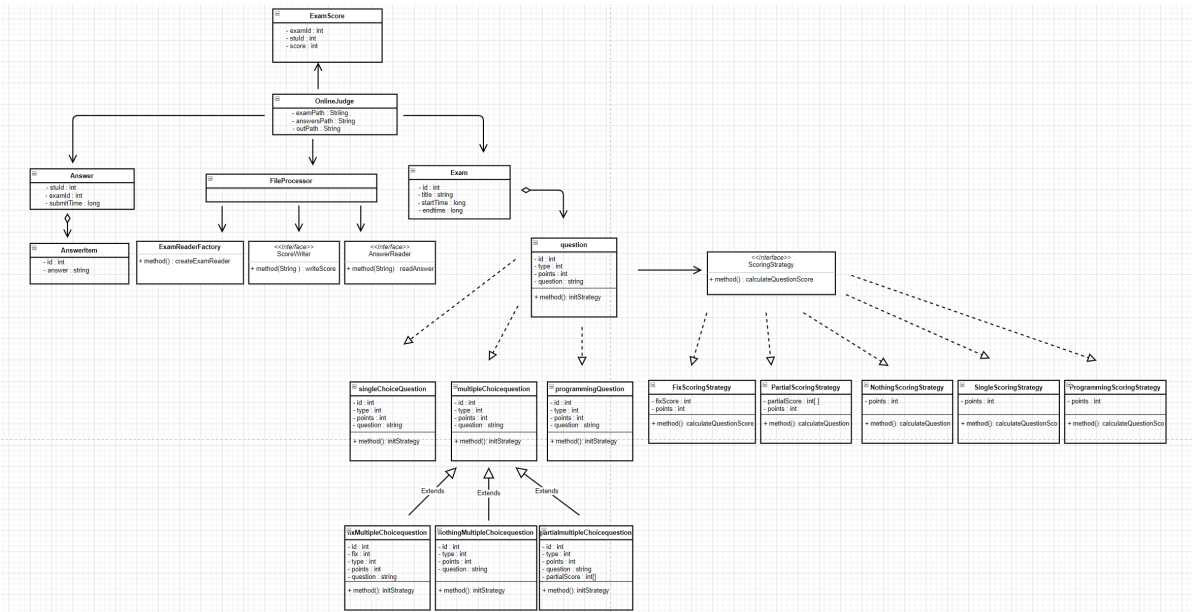 ExamScore
- examId : int
- stuId : int
- score : int
OnlineJudge
- examPath : Striing
- answersPath : String
- outPath : String
Answer
- stuId : int
- examId : int
- submitTime : long
FileProcessor
Exam
- id : int
- title : string
- startTime : long
- endtime : long
AnswerItem
- id : int
- answer : string
ExamReaderFactory
+ method() : createExamReader
<<Interface>>
ScoreWriter
+ method(String ) : writeScore
<<Interface>>
AnswerReader
+ method(String) : readAnswer
question
- id : int
- type : int
- points : int
- question : string
+ method(): initStrategy
<<Interface>>
ScoringStrategy
+ method() : calculateQuestionScore
singleChoiceQuestion
- id : int
- type : int
- points : int
- question : string
+ method(): initStrategy
multipleChoicequestion
- id : int
- type : int
- points : int
- question : string
+ method(): initStrategy
programmingQuestion
- id : int
- type : int
- points : int
- question : string
+ method(): initStrategy
FixScoringStrategy
- fixScore : int
- points : int
+ method(): calculateQuestionScore
PartialScoringStrategy
- partialScore : int[ ]
- points : int
+ method(): calculateQuestion
NothingScoringStrategy
- points : int
+ method(): calculateQuestion
SingleScoringStrategy
- points : int
+ method(): calculateQuestionSco
ProgrammingScoringStrategy
- points : int
+ method(): calculateQuestionSco
Extends
Extends
Extends
fixMultipleChoicequestion
- id : int
- fix : int
- type : int
- points : int
- question : string
+ method(): initStrategy
nothingMultipleChoicequestion
- id : int
- type : int
- points : int
- question : string
+ method(): initStrategy
partialmultipleChoicequestion
- id : int
- type : int
- points : int
- question : string
- partialScore : int[]
+ method(): initStrategy